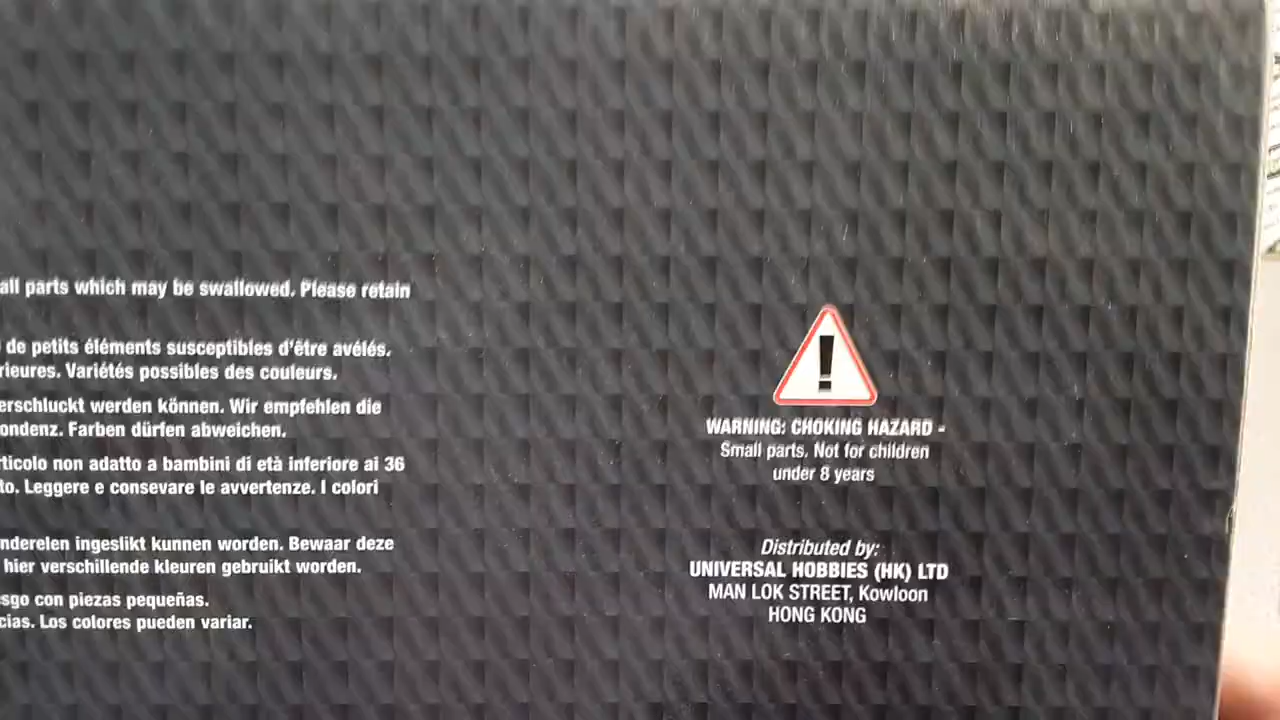 all parts which may be swallowed. Please retain
de petits éléments susceptibles d'être avélés.
rieures. Variétés possibles des couleurs.
erschluckt werden können. Wir empfehlen die
ondenz. Farben dürfen abweichen.
rticolo non adatto a bambini di età inferiore ai 36
to. Leggere e consevare le avvertenze. I colori
nderelen ingeslikt kunnen worden. Bewaar deze
hier verschillende kleuren gebruikt worden.
esgo con piezas pequeñas.
cias. Los colores pueden variar.
WARNING: CHOKING HAZARD -
Small parts. Not for children
under 8 years
Distributed by:
UNIVERSAL HOBBIES (HK) LTD
MAN LOK STREET, Kowloon
HONG KONG